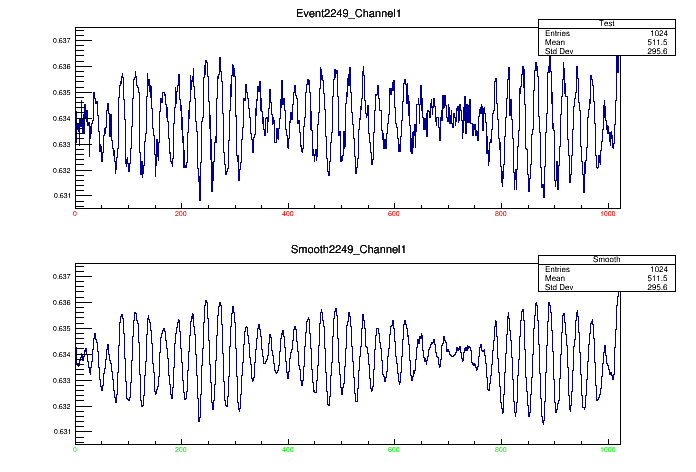 Event2249_Channel1
Test
Entries 1024
Mean 511.5
Std Dev 295.6
0.637
0.636
0.635
0.634
0.633
0.632
0.631
0 200 400 600 800 1000
Smooth2249_Channel1
Smooth
Entries 1024
Mean 511.5
Std Dev 295.6
0.637
0.636
0.635
0.634
0.633
0.632
0.631
0 200 400 600 800 1000